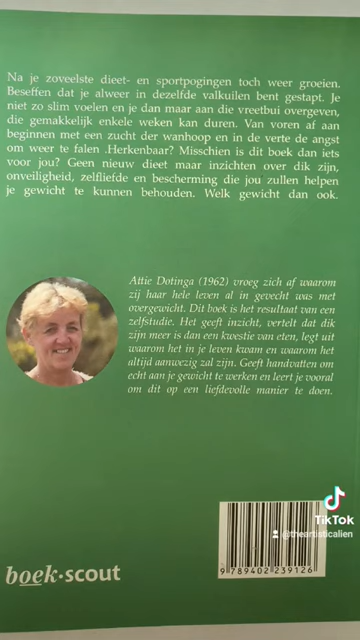 Na je zoveelste dieet- en sportpogingen toch weer groeien.
Beseffen dat je alweer in dezelfde valkuilen bent gestapt. Je
niet zo slim voelen en je dan maar aan die vreetbui overgeven,
die gemakkelijk enkele weken kan duren. Van voren af aan
beginnen met een zucht der wanhoop en in de verte de angst
om weer te falen .Herkenbaar? Misschien is dit boek dan iets
voor jou? Geen nieuw dieet maar inzichten over dik zijn,
onveiligheid, zelfliefde en bescherming die jou zullen helpen
je gewicht te kunnen behouden. Welk gewicht dan ook.
Attie Dotinga (1962) vroeg zich af waarom
zij haar hele leven al in gevecht was met
overgewicht. Dit boek is het resultaat van een
zelfstudie. Het geeft inzicht, vertelt dat dik
zijn meer is dan een kwestie van eten, legt uit
waarom het in je leven kwam en waarom het
altijd aanwezig zal zijn. Geeft handvatten om
echt aan je gewicht te werken en leert je vooral
om dit op een liefdevolle manier te doen.
TikTok
@theartisticalien
9 789402 239126
boek·scout